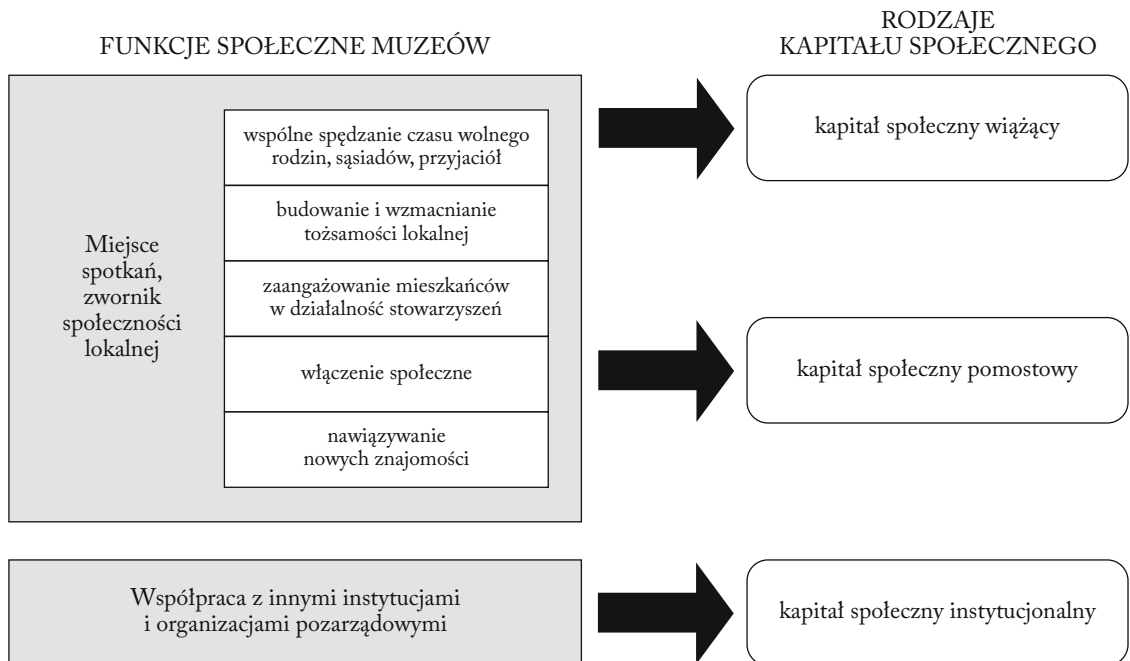 FUNKCJE SPOŁECZNE MUZEÓW
RODZAJE
KAPITAŁU SPOŁECZNEGO
Miejsce
spotkań,
zwornik
społeczności
lokalnej
wspólne spędzanie czasu wolnego
rodzin, sąsiadów, przyjaciół
budowanie i wzmacnianie
tożsamości lokalnej
zaangażowanie mieszkańców
w działalność stowarzyszeń
włączenie społeczne
nawiązywanie
nowych znajomości
kapitał społeczny wiążący
kapitał społeczny pomostowy
Współpraca z innymi instytucjami
i organizacjami pozarządowymi
kapitał społeczny instytucjonalny